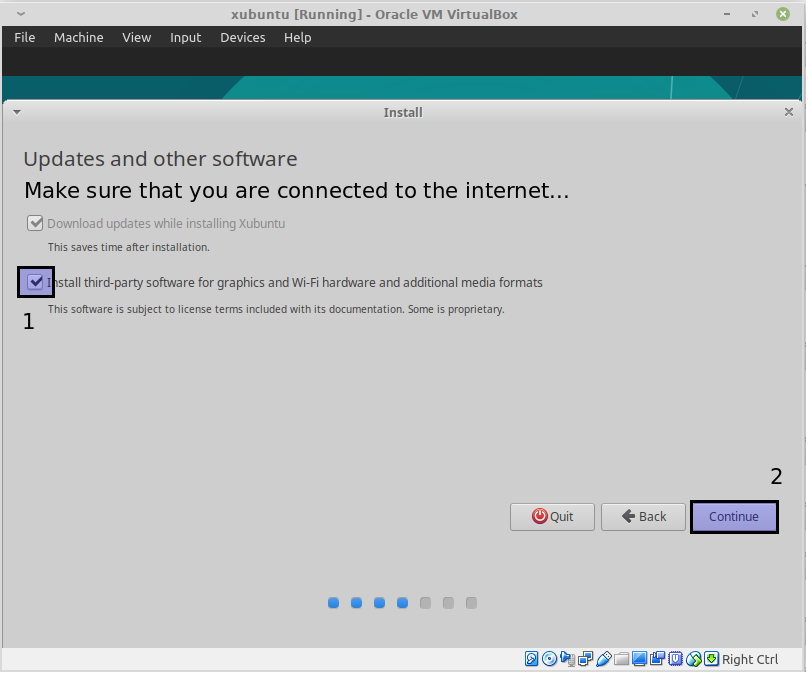 xubuntu [Running] - Oracle VM VirtualBox
File Machine View Input Devices Help
Install
Updates and other software
Make sure that you are connected to the internet...
Download updates while installing Xubuntu
This saves time after installation.
Install third-party software for graphics and Wi-Fi hardware and additional media formats
This software is subject to license terms included with its documentation. Some is proprietary.
1
2
Quit Back Continue
Right Ctrl